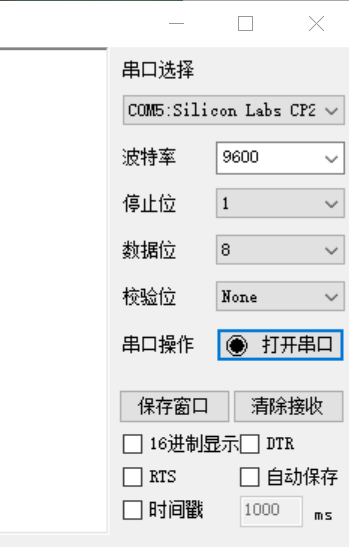 串口选择
COM5:Silicon Labs CP2
波特率 9600
停止位 1
数据位 8
校验位 None
串口操作 打开串口
保存窗口 清除接收
16进制显示 DTR
RTS 自动保存
时间戳 1000 ms